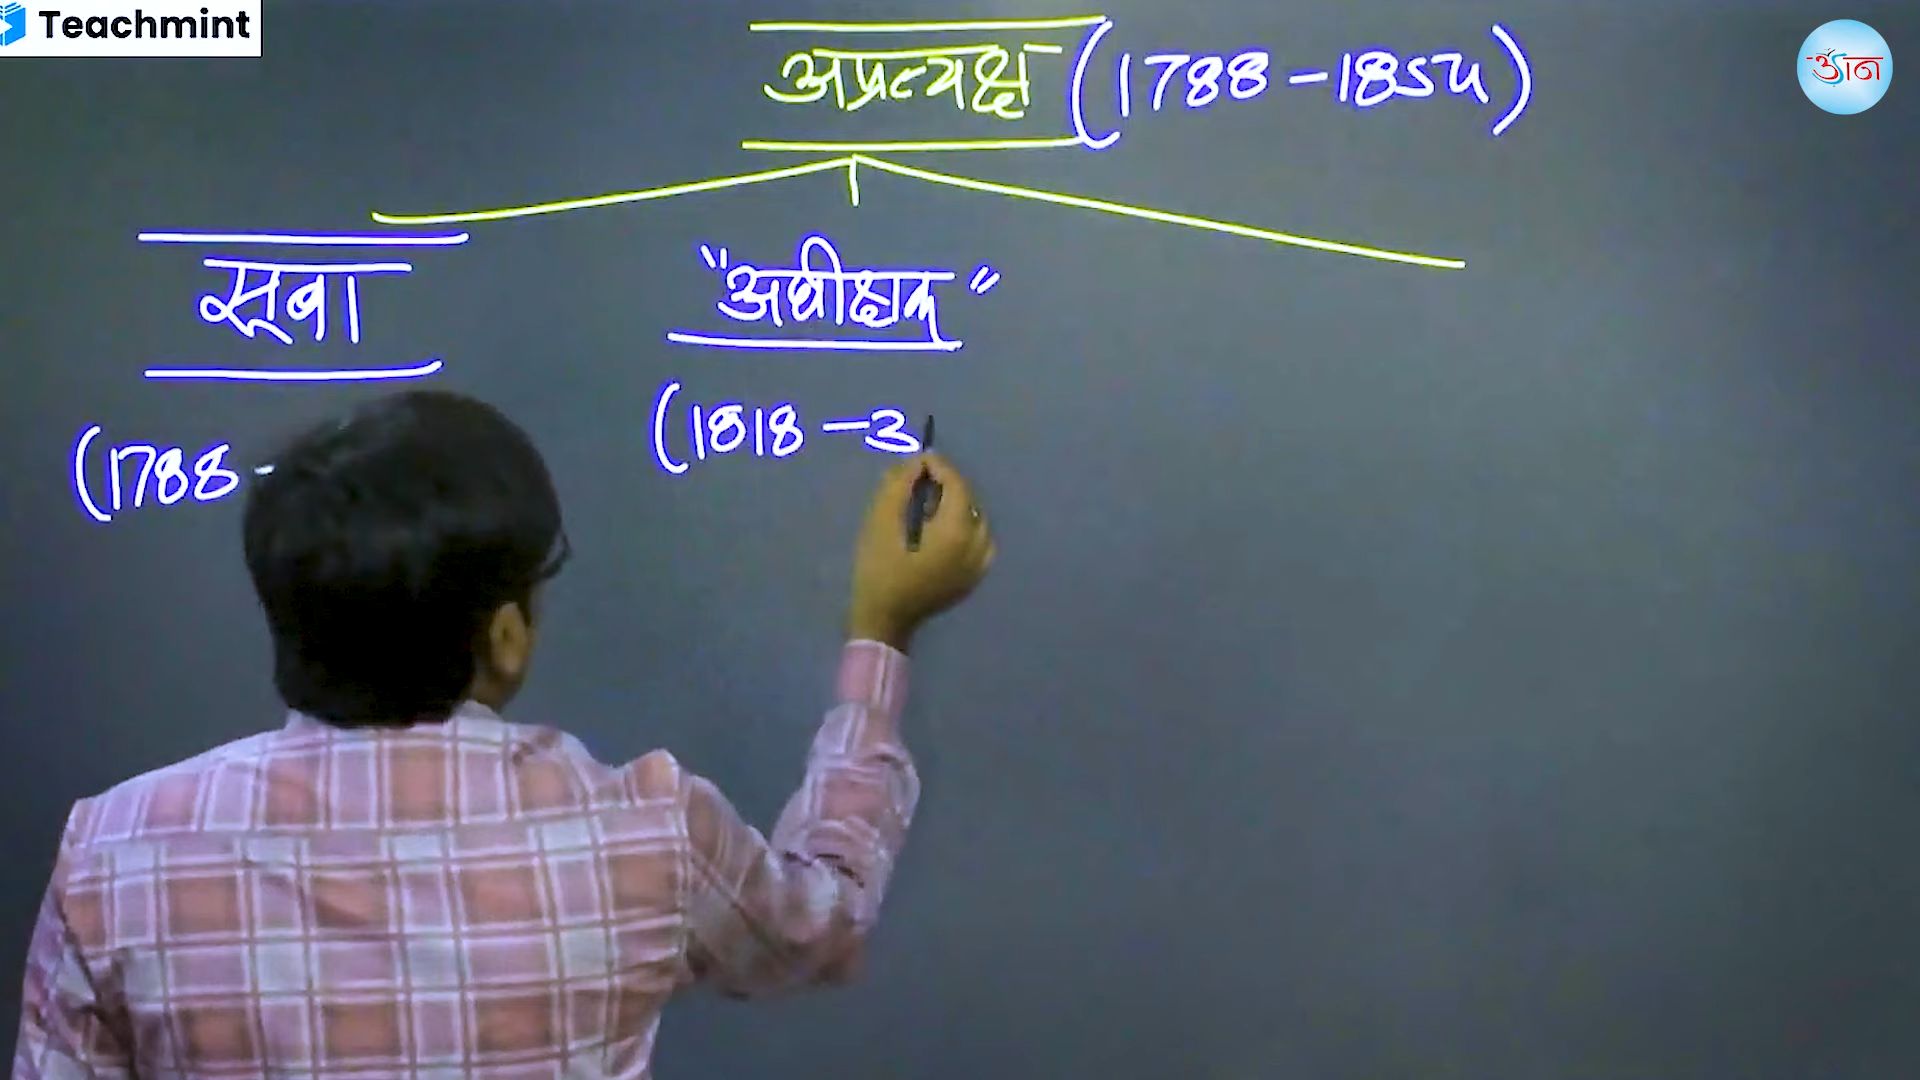 Teachmint
अप्रत्यक्ष (1788-1854)
ज्ञान
सूबा
"अधीक्षक"
(1788-
(1818-3